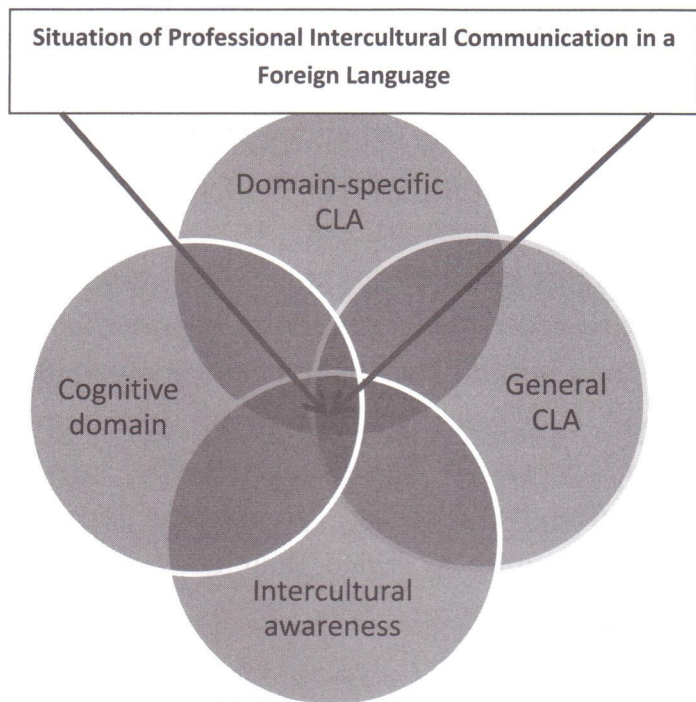 Situation of Professional Intercultural Communication in a
Foreign Language
Domain-specific
CLA
Cognitive
domain
General
CLA
Intercultural
awareness